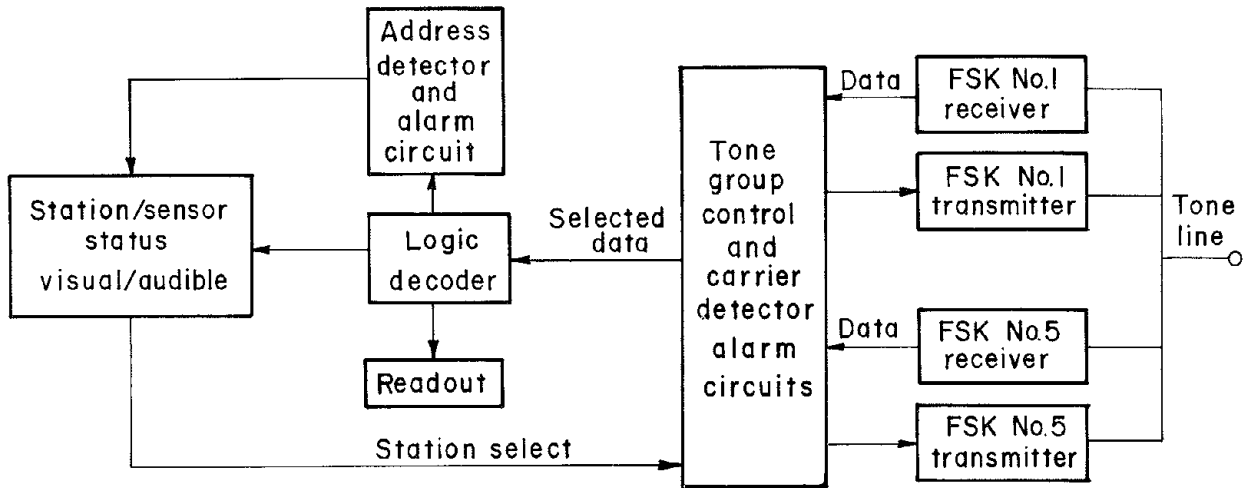 Address
detector
and
alarm
circuit
Station/sensor
status
visual/audible
Logic
decoder
Readout
Selected
data
Station select
Tone
group
control
and
carrier
detector
alarm
circuits
Data
FSK No.1
receiver
FSK No.1
transmitter
Data
FSK No.5
receiver
FSK No.5
transmitter
Tone
line